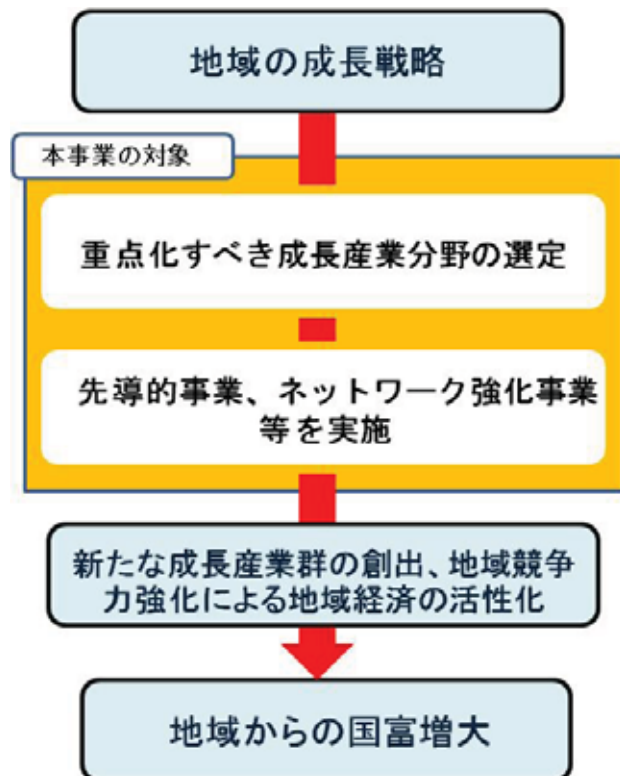 地域の成長戦略
本事業の対象
重点化すべき成長産業分野の選定
先導的事業、ネットワーク強化事業
等を実施
新たな成長産業群の創出、地域競争
力強化による地域経済の活性化
地域からの国富増大